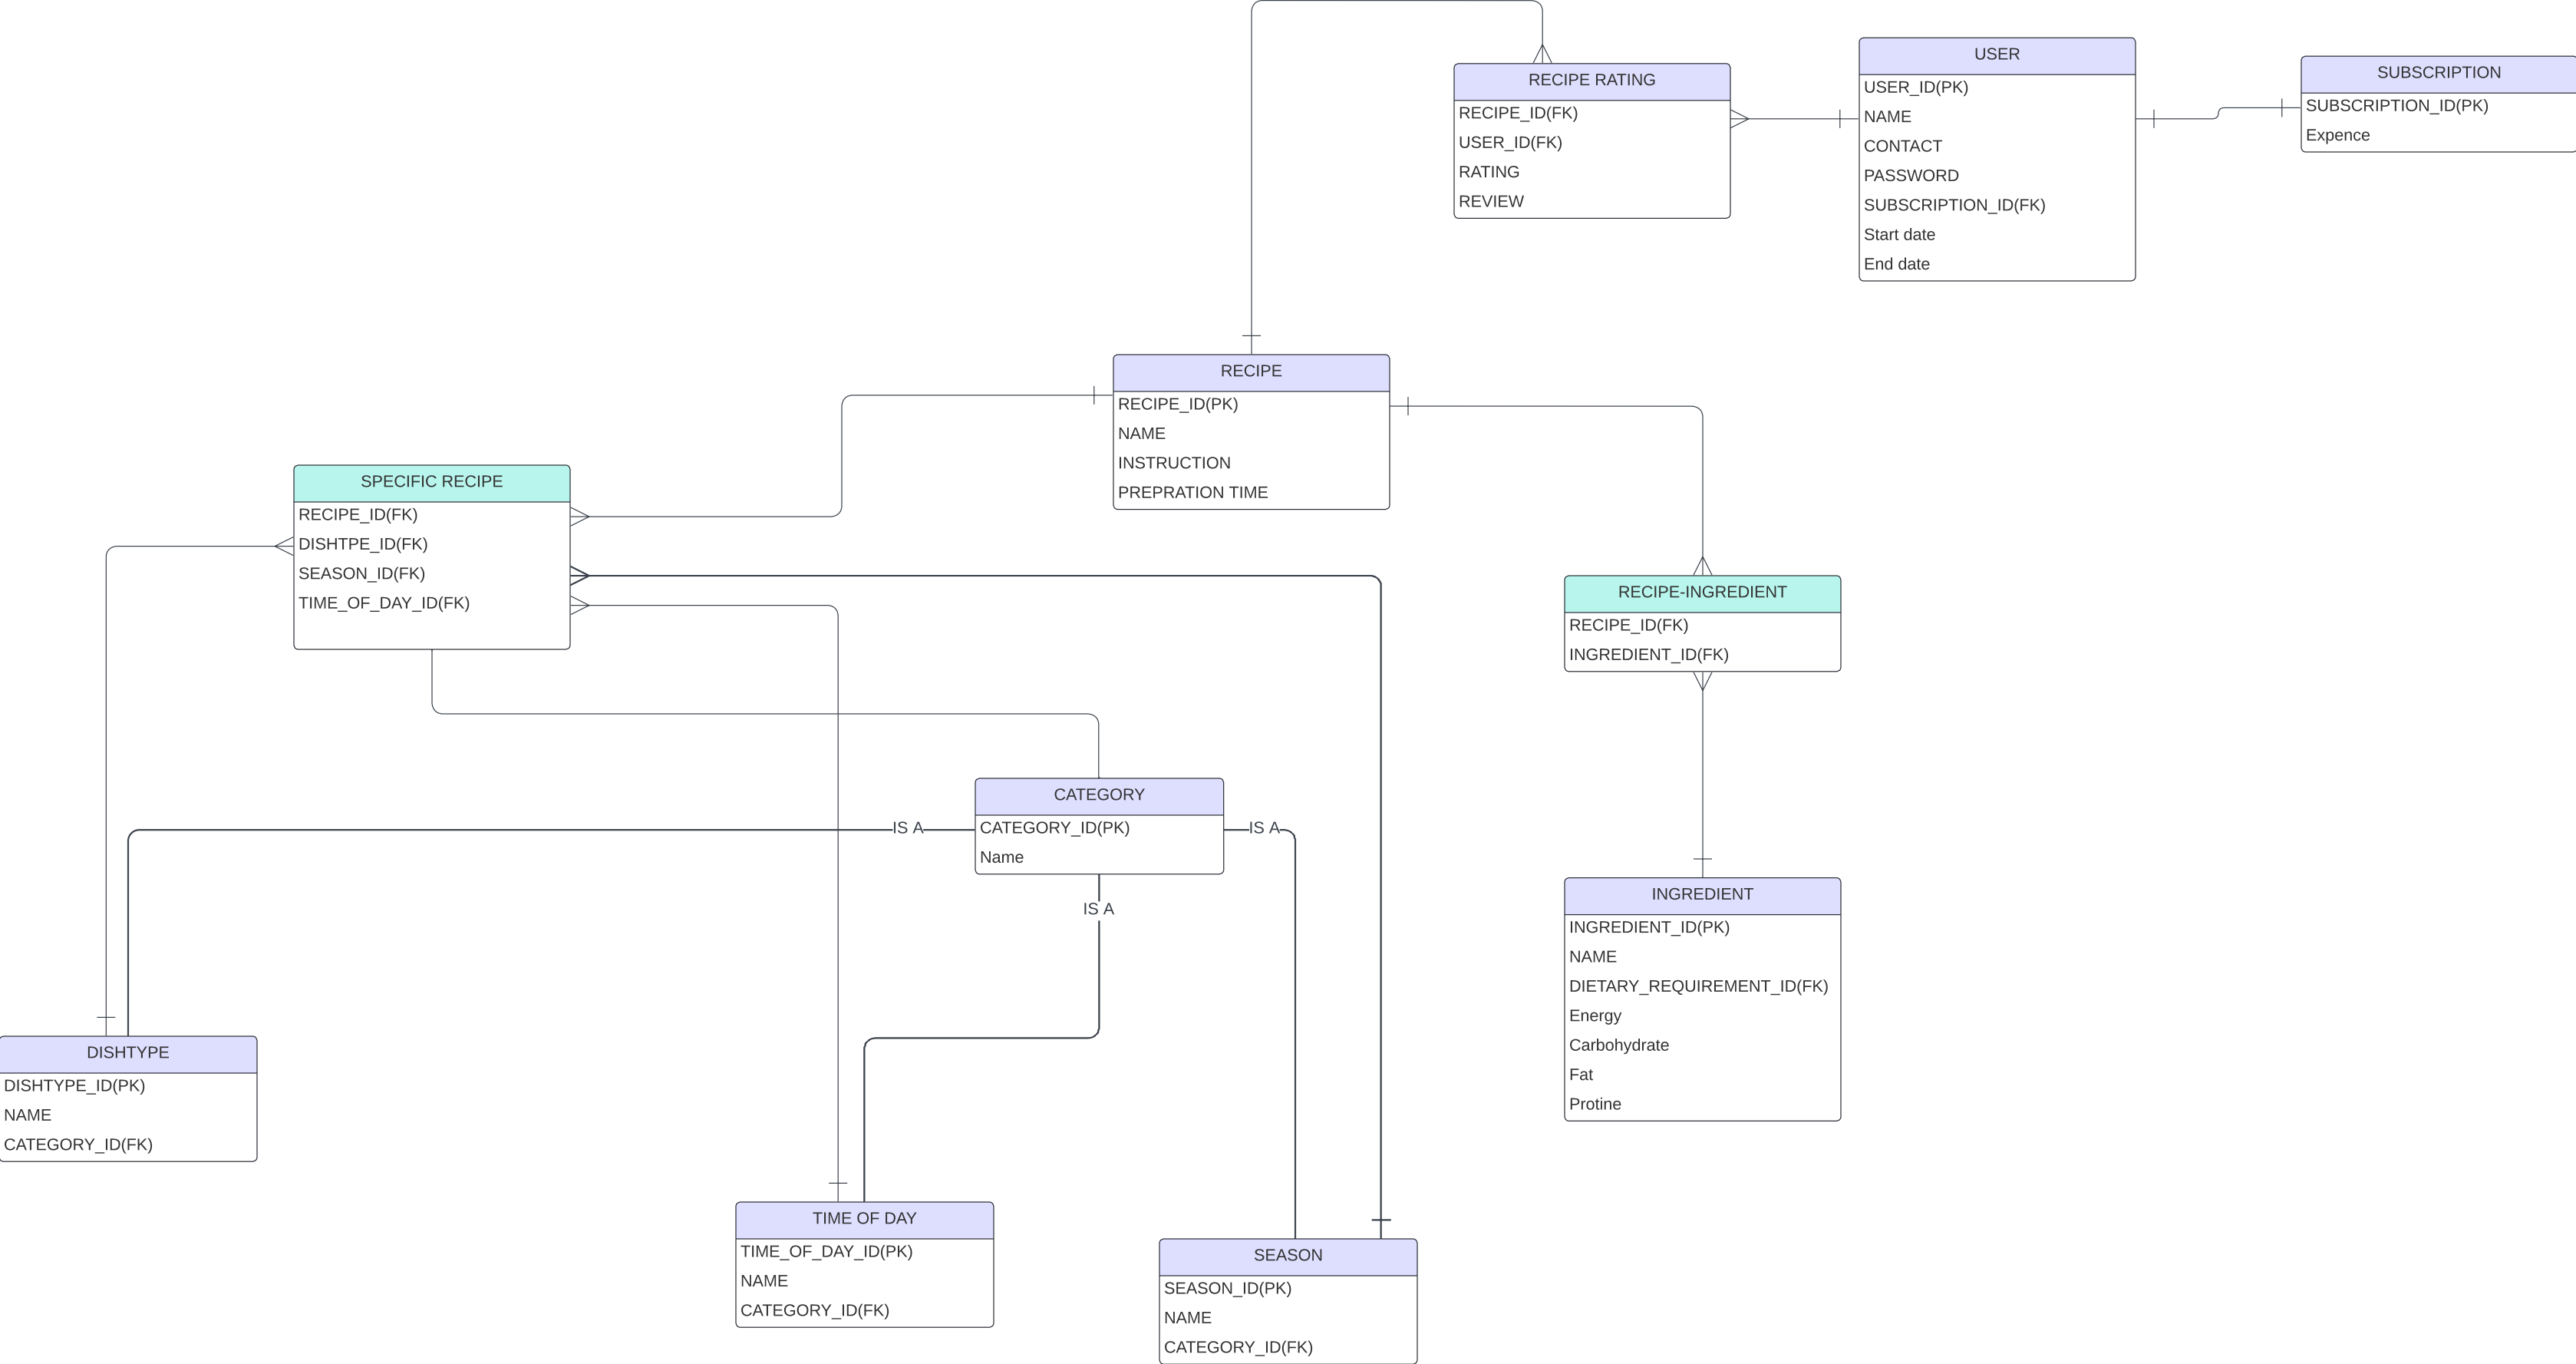 RECIPE RATING
RECIPE_ID(FK)
USER_ID(FK)
RATING
REVIEW
USER
USER_ID(PK)
NAME
CONTACT
PASSWORD
SUBSCRIPTION_ID(FK)
Start date
End date
SUBSCRIPTION
SUBSCRIPTION_ID(PK)
Expence
RECIPE
RECIPE_ID(PK)
NAME
INSTRUCTION
PREPRATION TIME
SPECIFIC RECIPE
RECIPE_ID(FK)
DISHTPE_ID(FK)
SEASON_ID(FK)
TIME_OF_DAY_ID(FK)
RECIPE-INGREDIENT
RECIPE_ID(FK)
INGREDIENT_ID(FK)
CATEGORY
CATEGORY_ID(PK)
Name
IS A
IS A
IS A
INGREDIENT
INGREDIENT_ID(PK)
NAME
DIETARY_REQUIREMENT_ID(FK)
Energy
Carbohydrate
Fat
Protine
DISHTYPE
DISHTYPE_ID(PK)
NAME
CATEGORY_ID(FK)
TIME OF DAY
TIME_OF_DAY_ID(PK)
NAME
CATEGORY_ID(FK)
SEASON
SEASON_ID(PK)
NAME
CATEGORY_ID(FK)